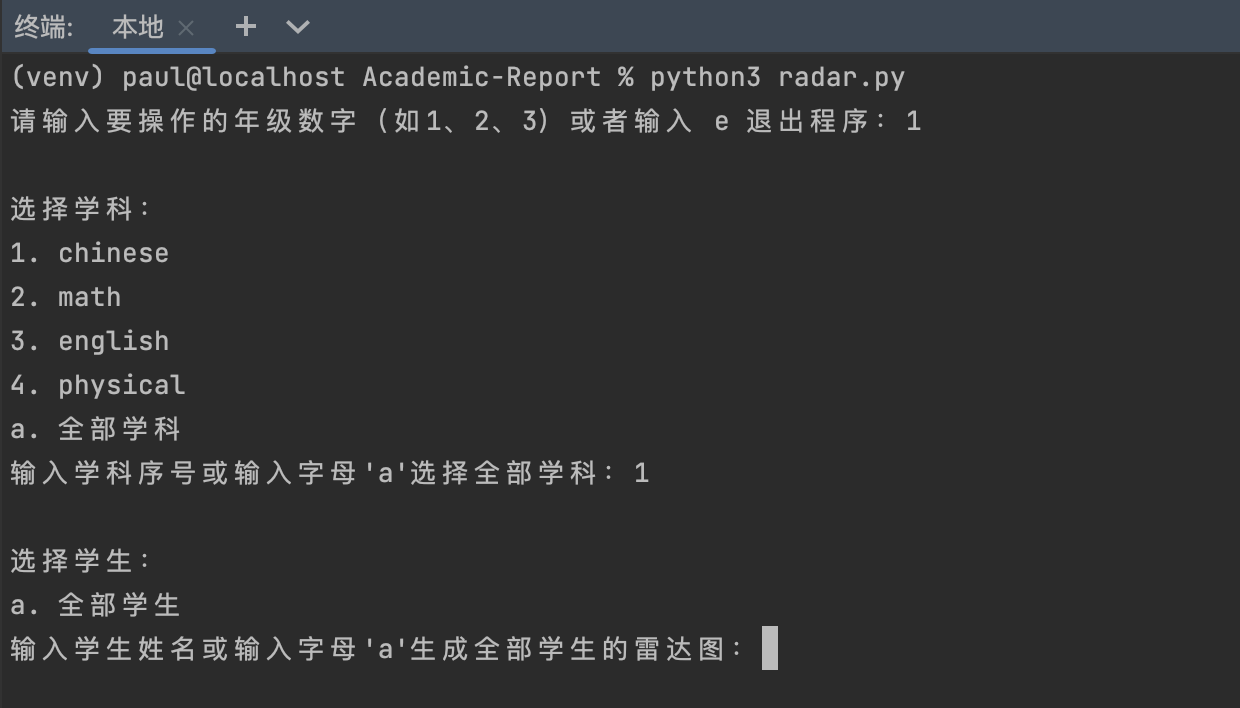 终端: 本地
(venv) paul@localhost Academic-Report % python3 radar.py
请输入要操作的年级数字（如1、2、3）或者输入 e 退出程序：1
选择学科：
1. chinese
2. math
3. english
4. physical
a. 全部学科
输入学科序号或输入字母'a'选择全部学科：1
选择学生：
a. 全部学生
输入学生姓名或输入字母'a'生成全部学生的雷达图：